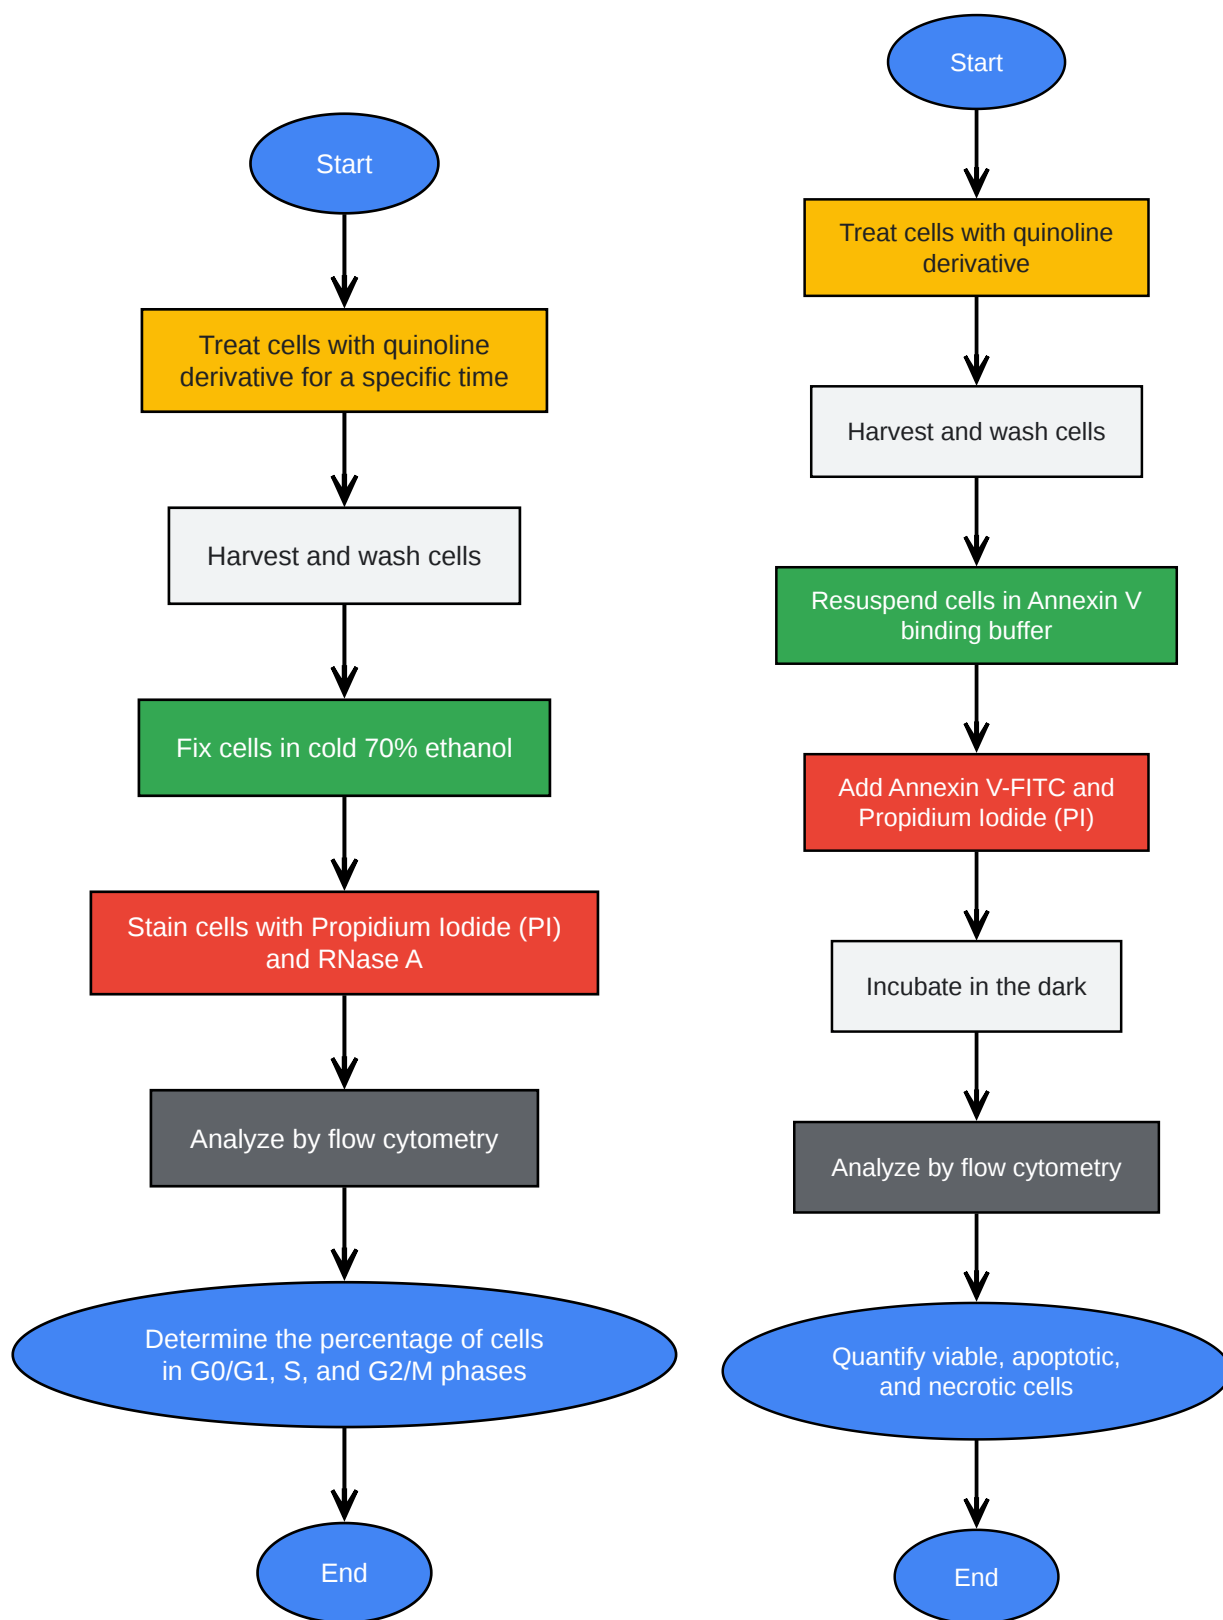 Start
Treat cells with quinoline
derivative for a specific time
Harvest and wash cells
Fix cells in cold 70% ethanol
Stain cells with Propidium Iodide (PI)
and RNase A
Analyze by flow cytometry
Determine the percentage of cells
in G0/G1, S, and G2/M phases
End
Start
Treat cells with quinoline
derivative
Harvest and wash cells
Resuspend cells in Annexin V
binding buffer
Add Annexin V-FITC and
Propidium Iodide (PI)
Incubate in the dark
Analyze by flow cytometry
Quantify viable, apoptotic,
and necrotic cells
End